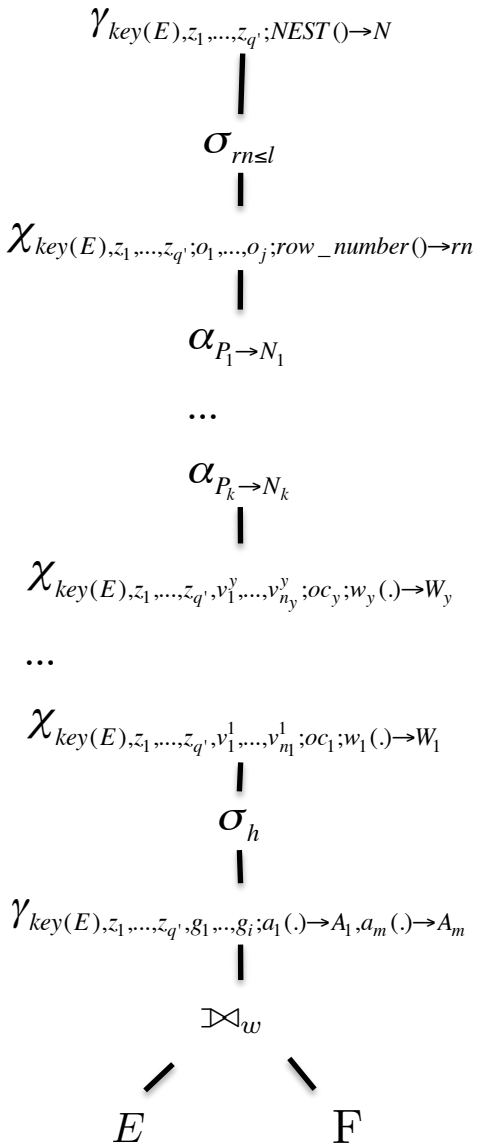 γ_{key(E),z_1,...,z_{q'};NEST()→N}
σ_{rn≤l}
χ_{key(E),z_1,...,z_{q'};o_1,...,o_j;row_number()→rn}
α_{P_1→N_1}
...
α_{P_k→N_k}
χ_{key(E),z_1,...,z_{q'},v_1^y,...,v_{n_y}^y;oc_y;w_y(.)→W_y}
...
χ_{key(E),z_1,...,z_{q'},v_1^1,...,v_{n_1}^1;oc_1;w_1(.)→W_1}
σ_h
γ_{key(E),z_1,...,z_{q'},g_1,..,g_i;a_1(.)→A_1,a_m(.)→A_m}
⟕_w
E F